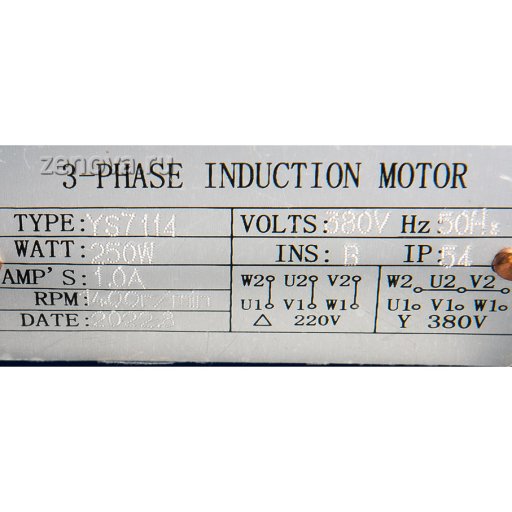 zenova.ru
3-PHASE INDUCTION MOTOR
TYPE: YS7114
VOLTS: 380V Hz 50Hz
WATT: 250W
INS: B IP: 54
AMP'S: 1.0A
RPM 1400r/min
DATE: 2022.8
W2 U2 V2
U1 V1 W1
△ 220V
W2 U2 V2
U1 V1 W1
Y 380V